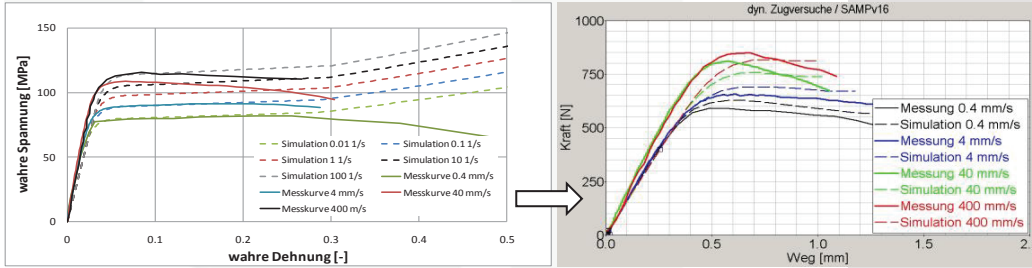 150
100
50
0
wahre Spannung [MPa]
Simulation 0.01 1/s
Simulation 0.1 1/s
Simulation 1 1/s
Simulation 10 1/s
Simulation 100 1/s
Messkurve 0.4 mm/s
Messkurve 4 mm/s
Messkurve 40 mm/s
Messkurve 400 m/s
0 0.1 0.2 0.3 0.4 0.5
wahre Dehnung [-]
dyn. Zugversuche / SAMPv16
1000
750
500
250
0
Kraft [N]
Messung 0.4 mm/s
Simulation 0.4 mm/s
Messung 4 mm/s
Simulation 4 mm/s
Messung 40 mm/s
Simulation 40 mm/s
Messung 400 mm/s
Simulation 400 mm/s
0.0 0.5 1.0 1.5 2.
Weg [mm]